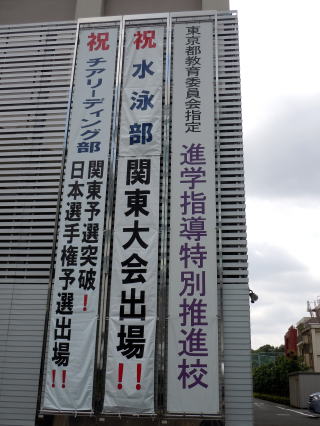 東京都教育委員会指定
進学指導特別推進校
祝
水泳部
関東大会出場!!
祝
チアリーディング部
関東予選突破!
日本選手権予選出場!!